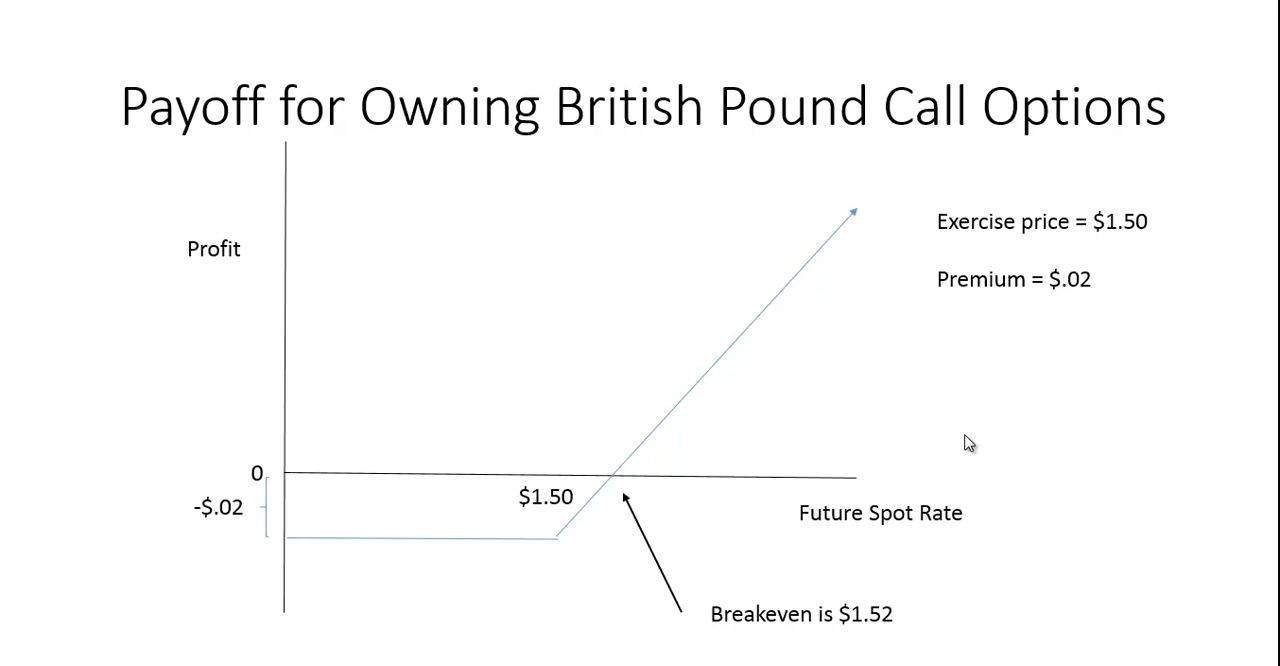 Payoff for Owning British Pound Call Options
Profit
Exercise price = $1.50
Premium = $.02
0
-$.02
$1.50
Future Spot Rate
Breakeven is $1.52